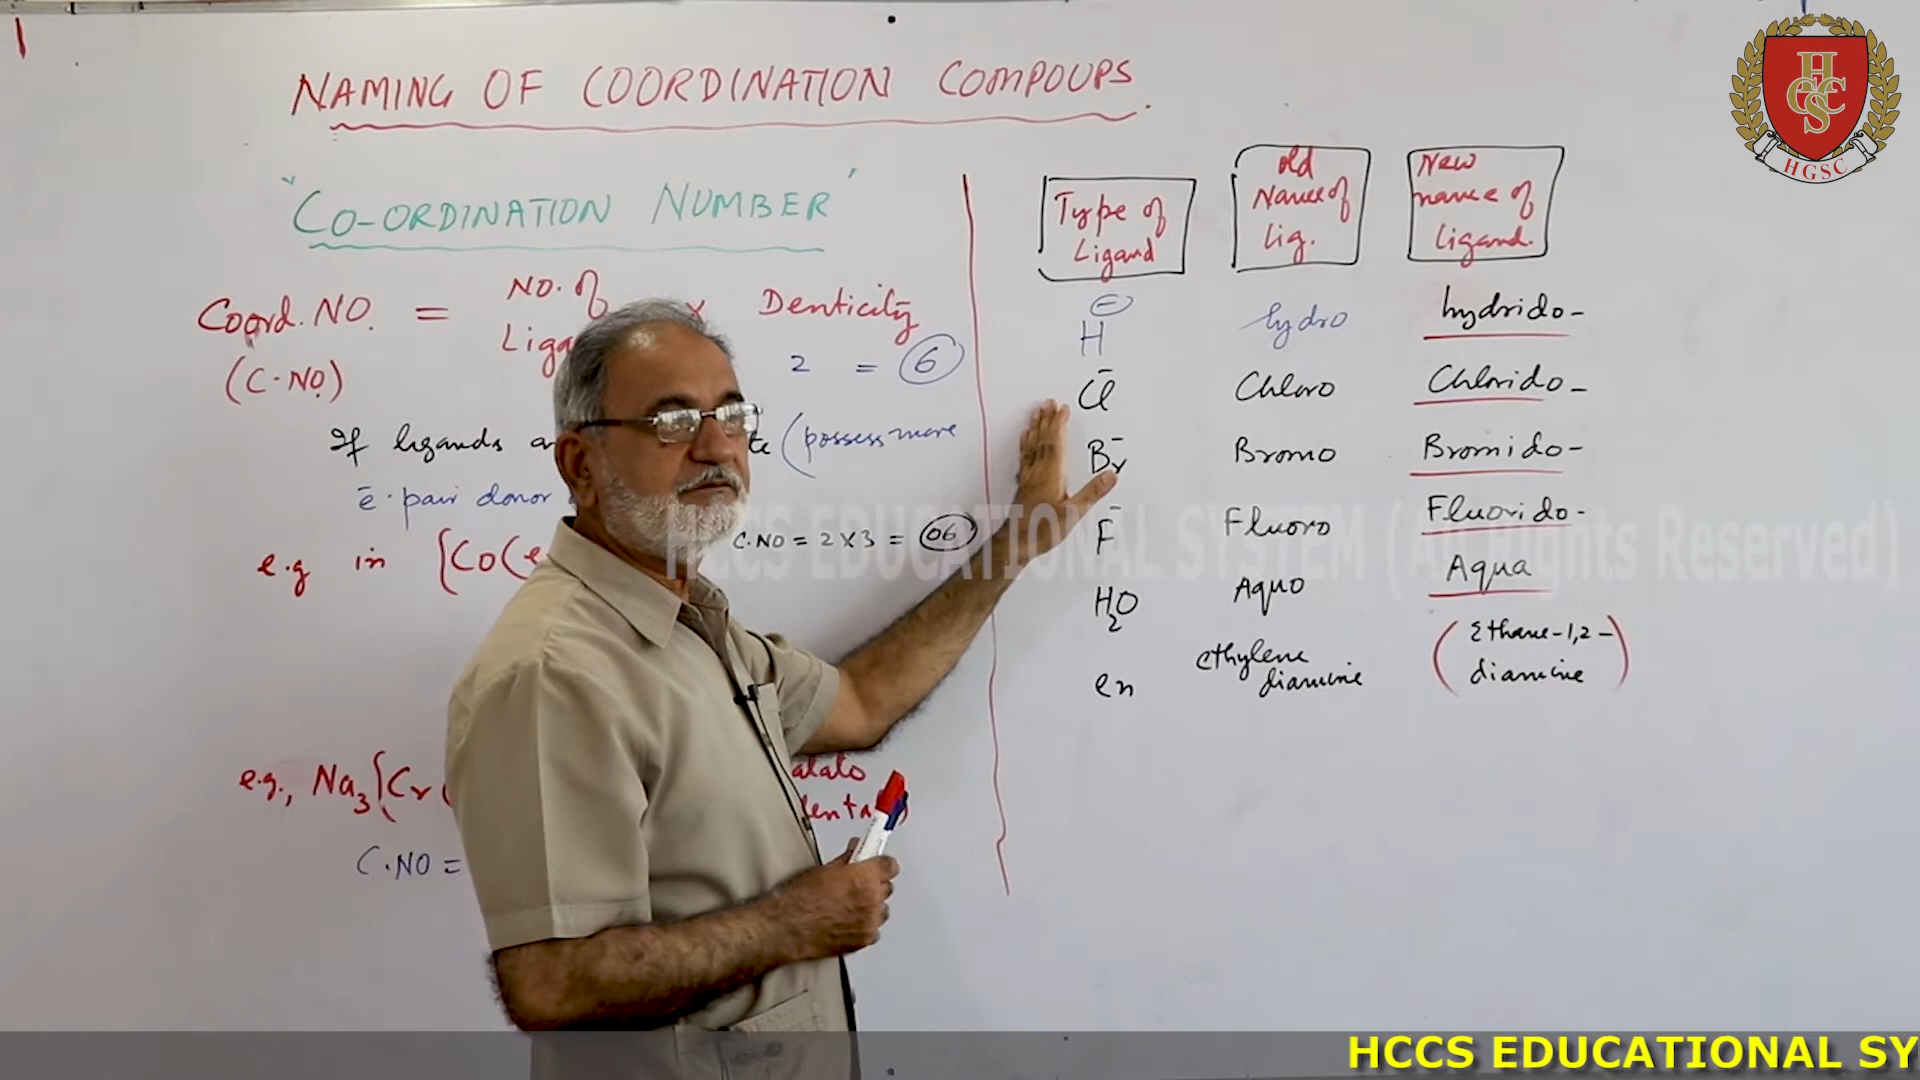 NAMING OF COORDINATION COMPOUPS.
"CO-ORDINATION NUMBER"
Coord. NO. = NO. of × Denticity
(C.NO.) 2 = 6
If ligands (possess more
ē pair donor
C.NO = 2 X 3 = 06
e.g in [Co(e
e.g., Na3[Cr(
C.NO =
Type of
Ligand
old
Name of
Lig.
New
name of
Ligand.
H⊖ hydro hydrido-
Cl- Chloro Chlorido-
Br- Bromo Bromido-
F- Fluoro Fluorido-
H2O Aquo Aqua
en ethylene diamine (Ethane-1,2-
diamine)
HCCS EDUCATIONAL SYSTEM (All Rights Reserved)
HGSC
HCCS EDUCATIONAL SY